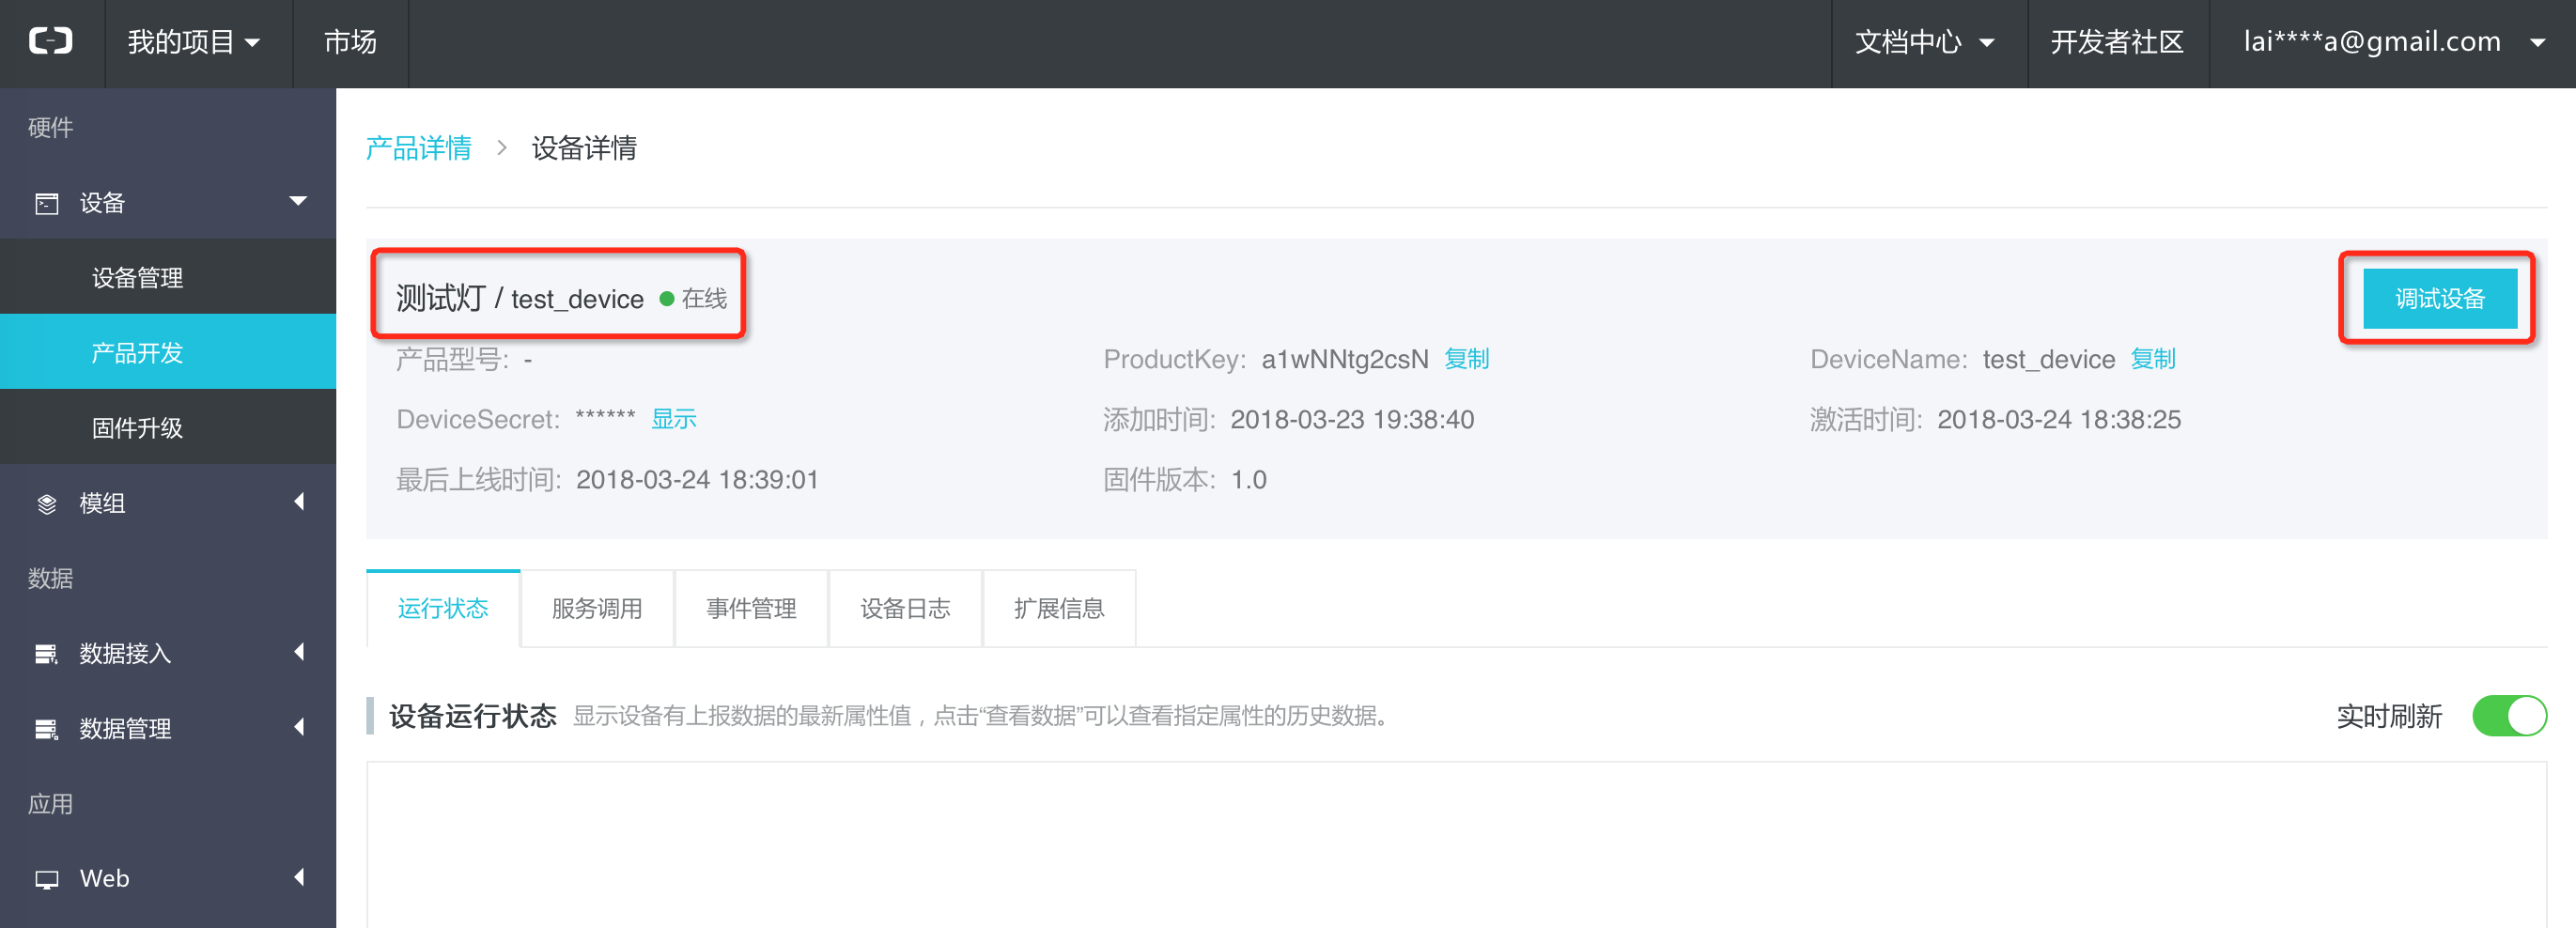 我的项目
市场
文档中心
开发者社区
lai****a@gmail.com
硬件
设备
设备管理
产品开发
固件升级
模组
数据
数据接入
数据管理
应用
Web
产品详情 > 设备详情
测试灯 / test_device 在线
调试设备
产品型号: -
ProductKey: a1wNNtg2csN 复制
DeviceName: test_device 复制
DeviceSecret: ****** 显示
添加时间: 2018-03-23 19:38:40
激活时间: 2018-03-24 18:38:25
最后上线时间: 2018-03-24 18:39:01
固件版本: 1.0
运行状态
服务调用
事件管理
设备日志
扩展信息
设备运行状态 显示设备有上报数据的最新属性值，点击“查看数据”可以查看指定属性的历史数据。
实时刷新